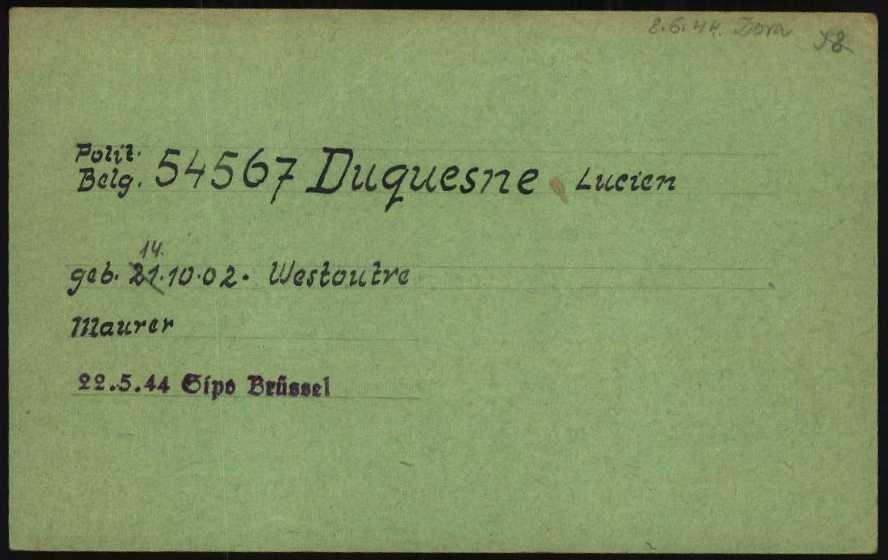 8.6.44. Dora
Polit.
Belg. 54567 Duquesne Lucien
14.
geb. 21.10.02. Westoutre
Maurer
22.5.44 Sipo Brüssel